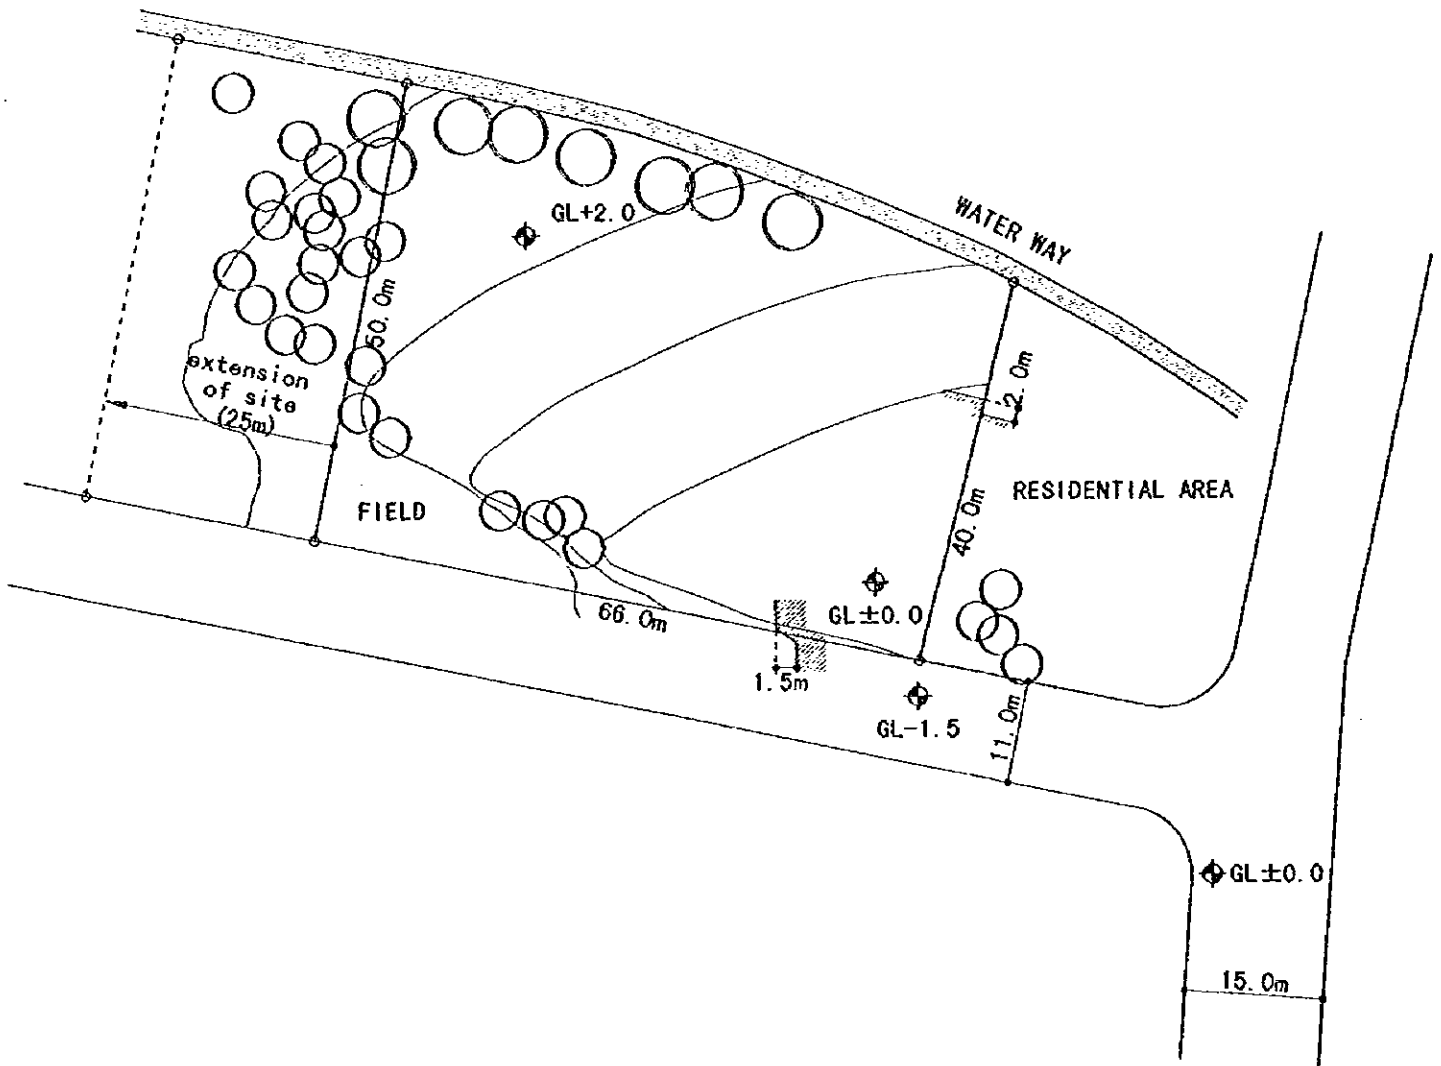 WATER WAY
GL+2.0
50.0m
extension
of site
(25m)
2.0m
RESIDENTIAL AREA
FIELD
40.0m
66.0m
GL±0.0
1.5m
GL-1.5
11.0m
GL±0.0
15.0m